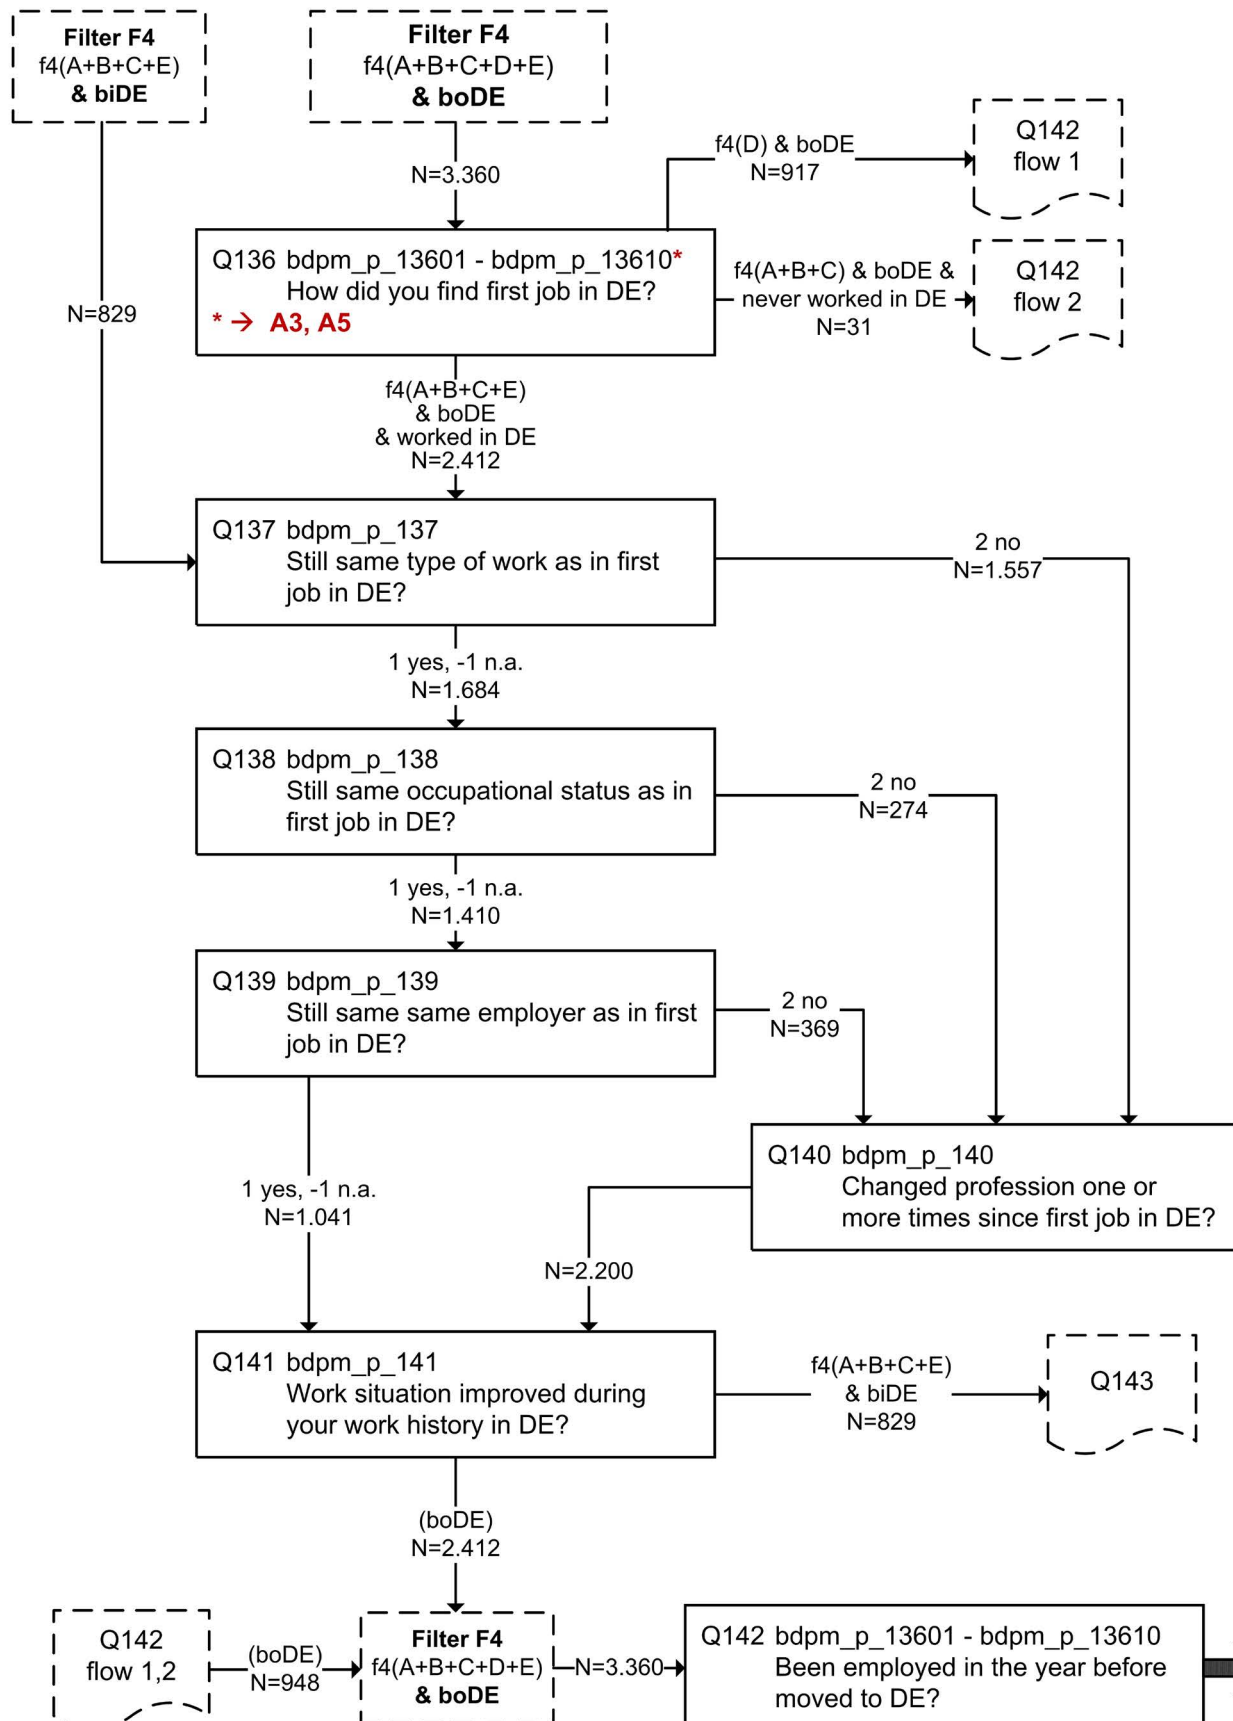 Filter F4
f4(A+B+C+E)
& biDE
Filter F4
f4(A+B+C+D+E)
& boDE
N=3.360
f4(D) & boDE
N=917
Q142
flow 1
Q136 bdpm_p_13601 - bdpm_p_13610*
How did you find first job in DE?
* → A3, A5
f4(A+B+C) & boDE &
never worked in DE
N=31
Q142
flow 2
N=829
f4(A+B+C+E)
& boDE
& worked in DE
N=2.412
Q137 bdpm_p_137
Still same type of work as in first
job in DE?
2 no
N=1.557
1 yes, -1 n.a.
N=1.684
Q138 bdpm_p_138
Still same occupational status as in
first job in DE?
2 no
N=274
1 yes, -1 n.a.
N=1.410
Q139 bdpm_p_139
Still same same employer as in first
job in DE?
2 no
N=369
Q140 bdpm_p_140
Changed profession one or
more times since first job in DE?
1 yes, -1 n.a.
N=1.041
N=2.200
Q141 bdpm_p_141
Work situation improved during
your work history in DE?
f4(A+B+C+E)
& biDE
N=829
Q143
(boDE)
N=2.412
Q142
flow 1,2
(boDE)
N=948
Filter F4
f4(A+B+C+D+E)
& boDE
N=3.360
Q142 bdpm_p_13601 - bdpm_p_13610
Been employed in the year before
moved to DE?